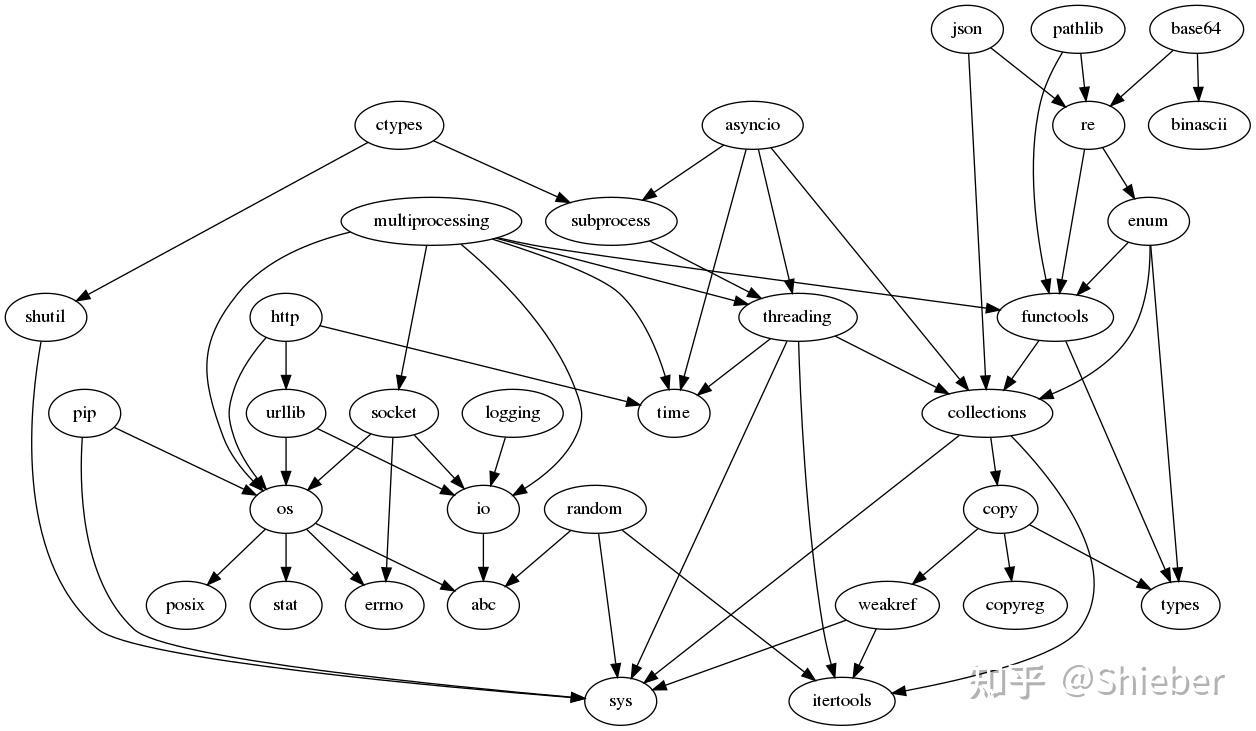 json
pathlib
base64
ctypes
asyncio
re
binascii
multiprocessing
subprocess
enum
shutil
http
threading
functools
pip
urllib
socket
logging
time
collections
os
io
random
copy
posix
stat
errno
abc
weakref
copyreg
types
sys
itertools
知乎 @Shieber